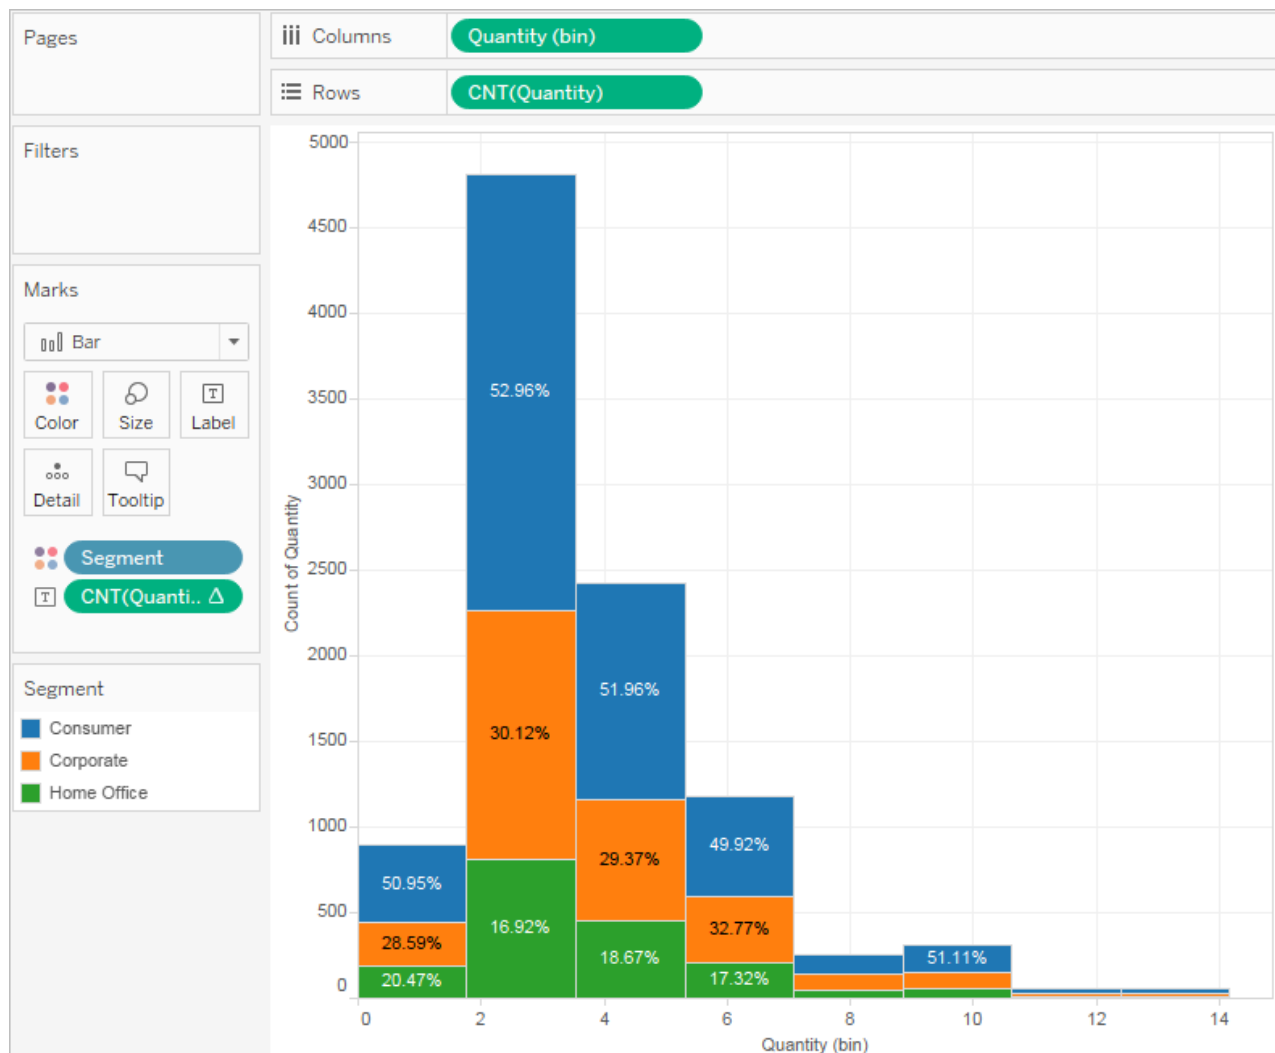 Pages
Columns
Quantity (bin)
Rows
CNT(Quantity)
Filters
Marks
Bar
Color
Size
Label
Detail
Tooltip
Segment
CNT(Quanti.. Δ
Segment
Consumer
Corporate
Home Office
5000
4500
4000
3500
3000
2500
2000
1500
1000
500
0
Count of Quantity
50.95%
28.59%
20.47%
52.96%
30.12%
16.92%
51.96%
29.37%
18.67%
49.92%
32.77%
17.32%
51.11%
0 2 4 6 8 10 12 14
Quantity (bin)